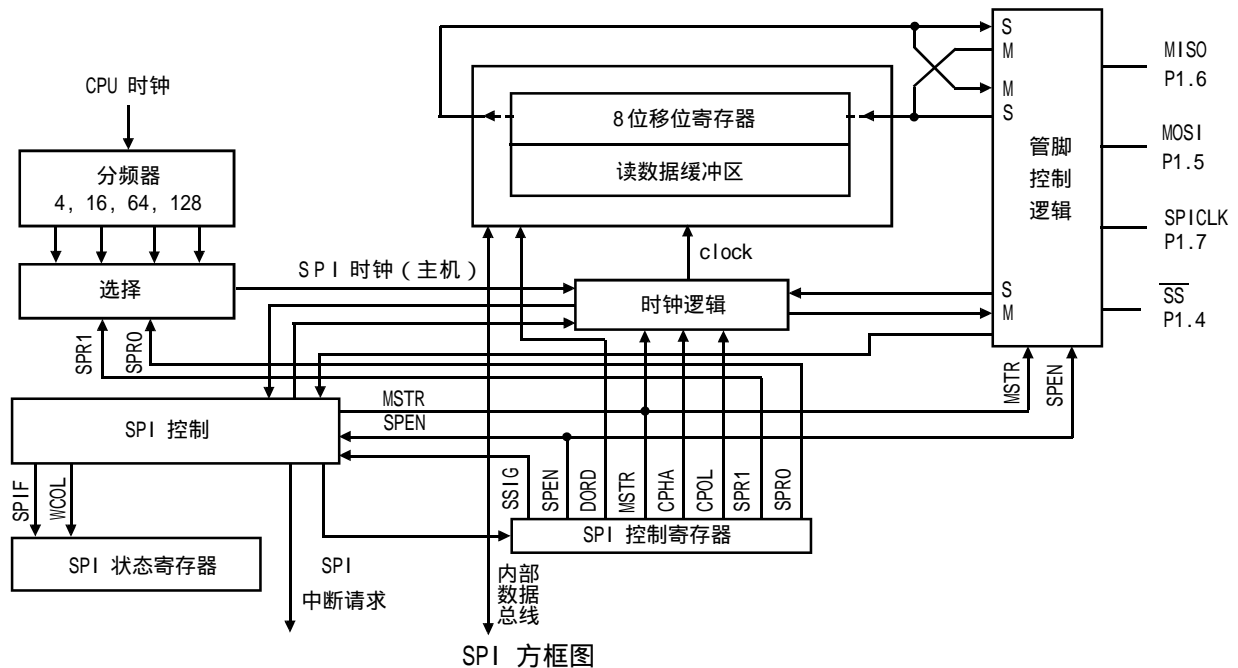 CPU 时钟
分频器
4, 16, 64, 128
选择
SPR1
SPR0
SPI 时钟（主机）
8位移位寄存器
读数据缓冲区
clock
时钟逻辑
S
M
M
S
管脚
控制
逻辑
S
M
MISO
P1.6
MOSI
P1.5
SPICLK
P1.7
SS
P1.4
MSTR
SPEN
SPI 控制
MSTR
SPEN
SPIF
WCOL
SPI 状态寄存器
SPI
中断请求
SSIG
SPEN
DORD
MSTR
CPHA
CPOL
SPR1
SPR0
SPI 控制寄存器
内部
数据
总线
SPI 方框图